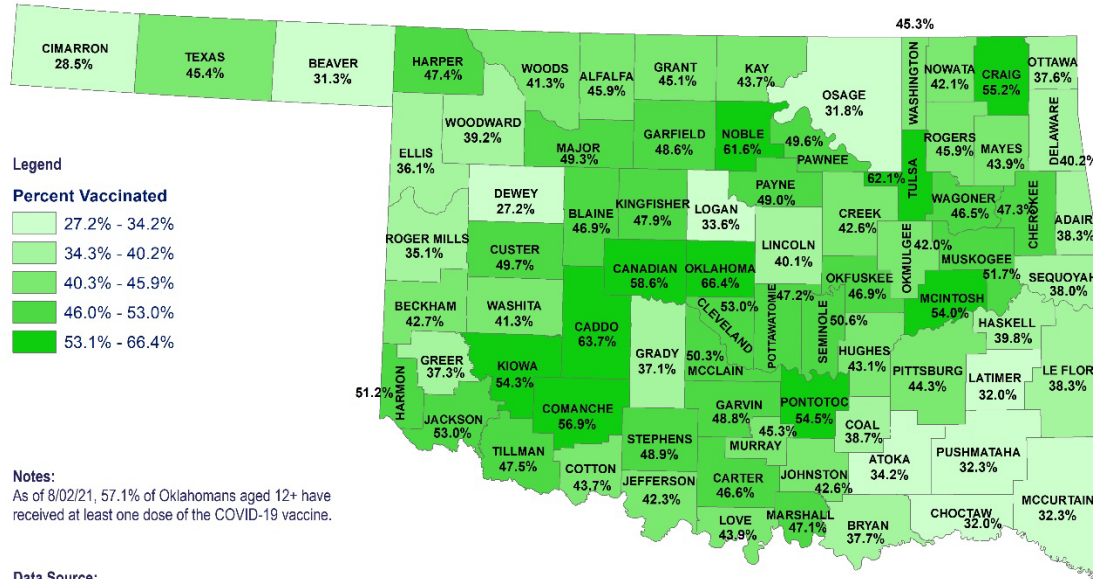 45.3%
CIMARRON
28.5%
TEXAS
45.4%
BEAVER
31.3%
HARPER
47.4%
WOODS
41.3%
ALFALFA
45.9%
GRANT
45.1%
KAY
43.7%
OSAGE
31.8%
WASHINGTON
NOWATA
42.1%
CRAIG
55.2%
OTTAWA
37.6%
WOODWARD
39.2%
ELLIS
36.1%
MAJOR
49.3%
GARFIELD
48.6%
NOBLE
61.6%
49.6%
PAWNEE
ROGERS
45.9%
MAYES
43.9%
DELAWARE
40.2%
Legend
Percent Vaccinated
27.2% - 34.2%
34.3% - 40.2%
40.3% - 45.9%
46.0% - 53.0%
53.1% - 66.4%
DEWEY
27.2%
BLAINE
46.9%
KINGFISHER
47.9%
LOGAN
33.6%
PAYNE
49.0%
62.1%
TULSA
CREEK
42.6%
WAGONER
46.5%
47.3%
CHEROKEE
ADAIR
38.3%
ROGER MILLS
35.1%
CUSTER
49.7%
CANADIAN
58.6%
OKLAHOMA
66.4%
LINCOLN
40.1%
OKFUSKEE
46.9%
OKMULGEE
42.0%
MUSKOGEE
51.7%
SEQUOYAH
38.0%
BECKHAM
42.7%
WASHITA
41.3%
CADDO
63.7%
GRADY
37.1%
53.0%
CLEVELAND
47.2%
POTTAWATOMIE
SEMINOLE
50.6%
HUGHES
43.1%
MCINTOSH
54.0%
HASKELL
39.8%
LE FLOR
38.3%
GREER
37.3%
KIOWA
54.3%
50.3%
MCCLAIN
PITTSBURG
44.3%
LATIMER
32.0%
51.2%
HARMON
JACKSON
53.0%
COMANCHE
56.9%
GARVIN
48.8%
PONTOTOC
54.5%
COAL
38.7%
TILLMAN
47.5%
STEPHENS
48.9%
45.3%
MURRAY
ATOKA
34.2%
PUSHMATAHA
32.3%
COTTON
43.7%
JEFFERSON
42.3%
CARTER
46.6%
JOHNSTON
42.6%
MCCURTAIN
32.3%
LOVE
43.9%
MARSHALL
47.1%
BRYAN
37.7%
CHOCTAW
32.0%
Notes:
As of 8/02/21, 57.1% of Oklahomans aged 12+ have
received at least one dose of the COVID-19 vaccine.
Data Source: